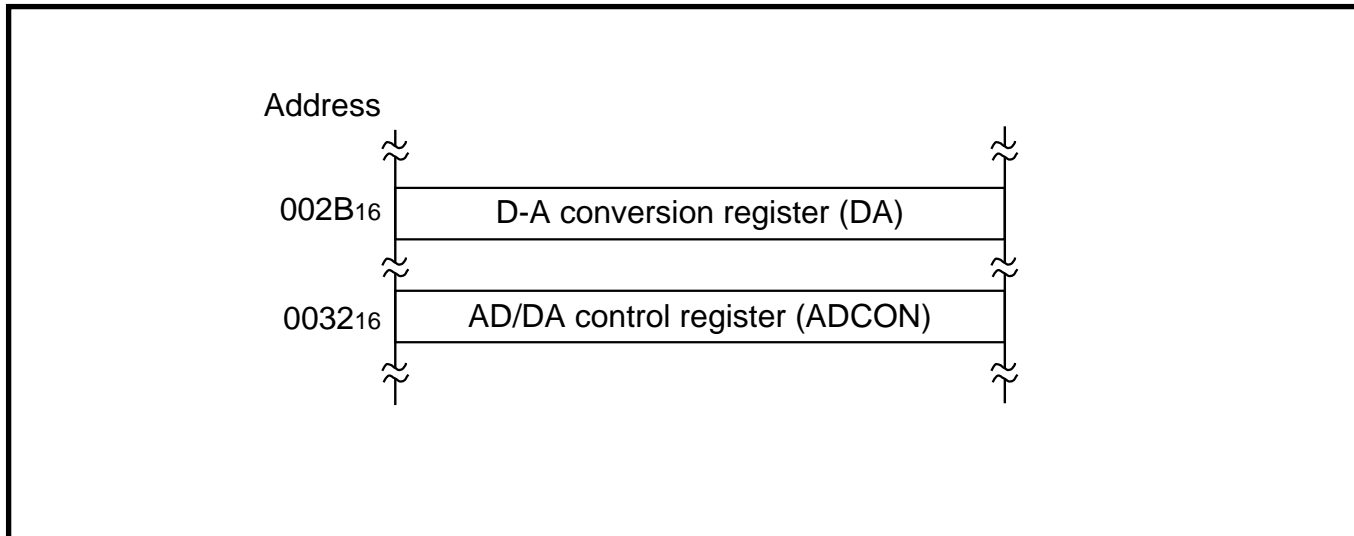 Address
002B16 D-A conversion register (DA)
003216 AD/DA control register (ADCON)